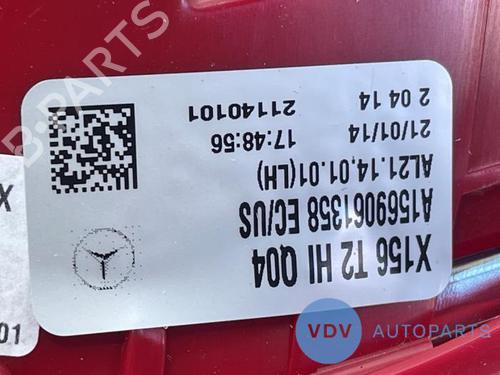 X156 T2 HI Q04
A1569061358 EC/US
AL21.14,01.01(LH)
21/01/14 17:48:56
2 04 14 21140101
X
01
B-PARTS
VDV AUTOPARTS